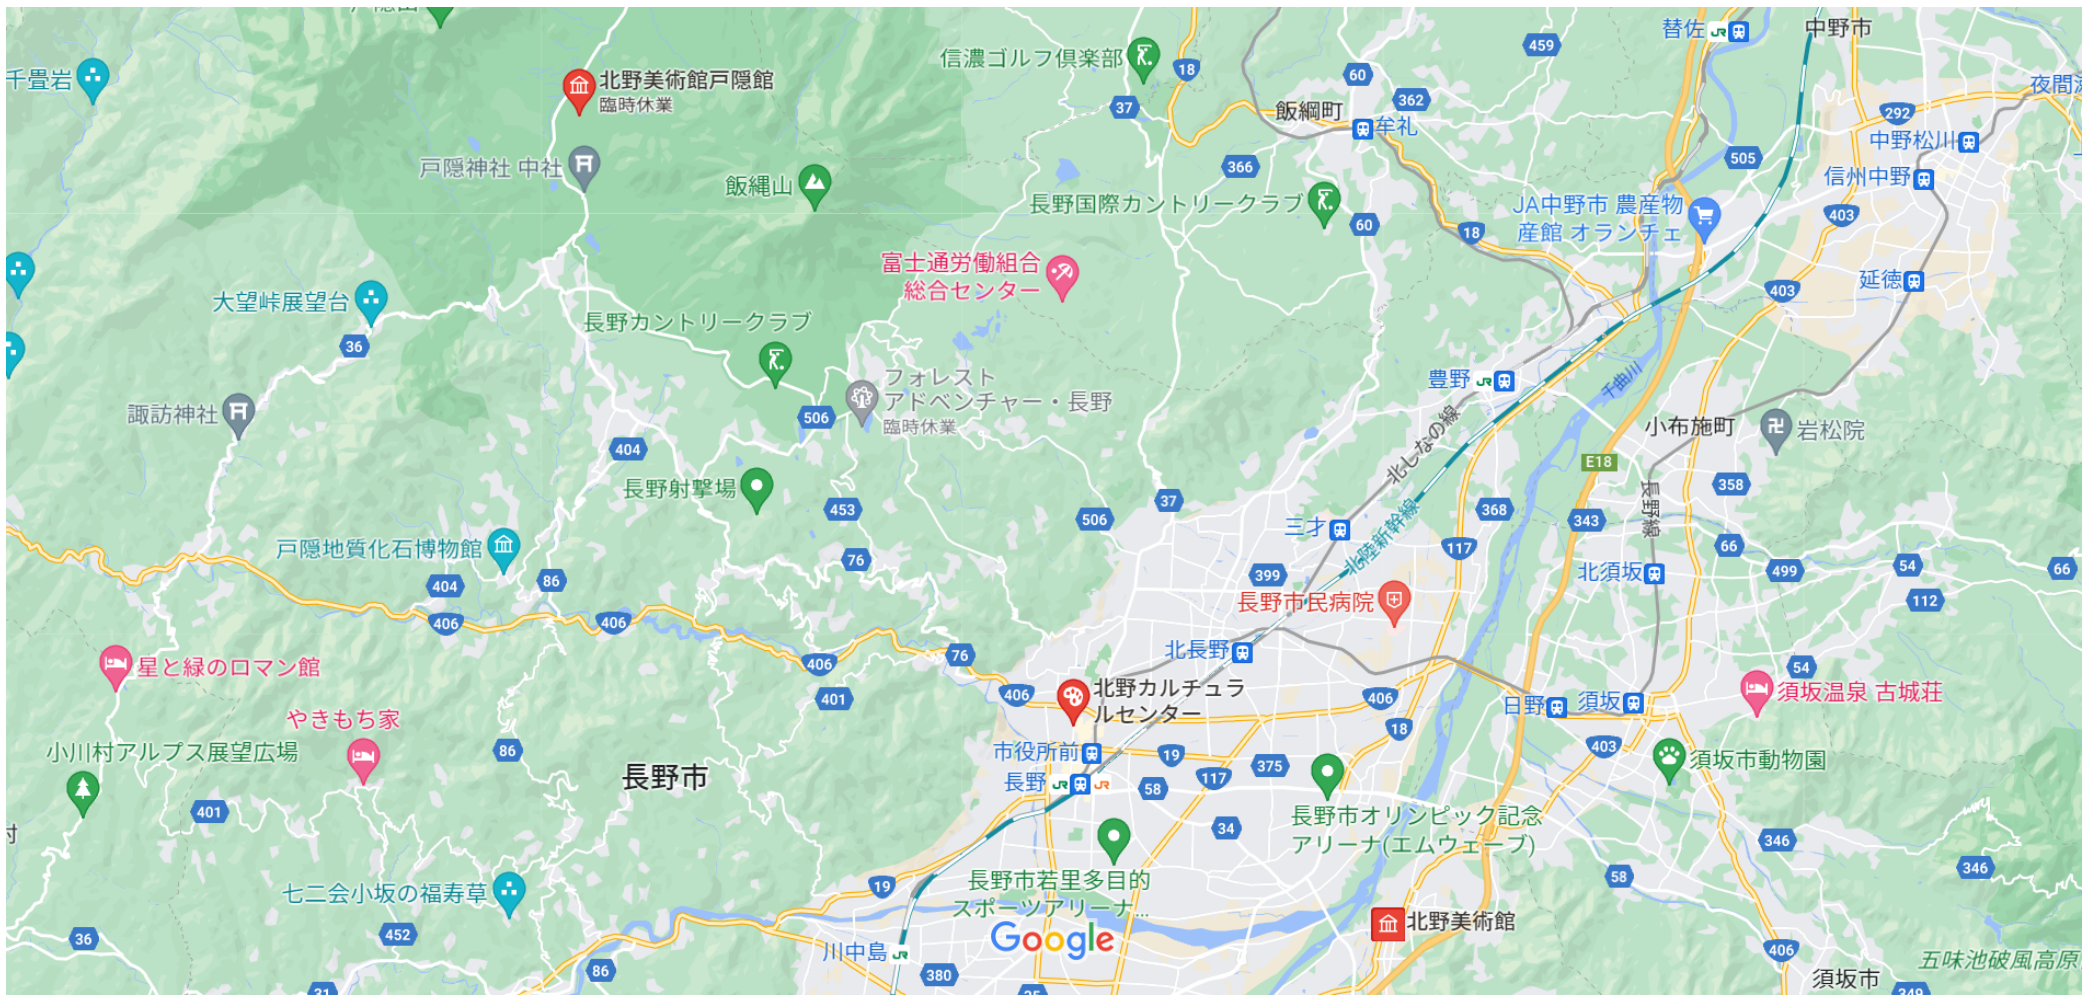 戸隠山
替佐
中野市
459
信濃ゴルフ倶楽部
18
60
千畳岩
北野美術館戸隠館
臨時休業
夜間瀬
362
37
飯綱町
牟礼
292
中野松川
505
366
戸隠神社 中社
飯縄山
信州中野
長野国際カントリークラブ
JA中野市 農産物
産館 オランチェ
403
60
18
富士通労働組合
総合センター
延徳
403
大望峠展望台
長野カントリークラブ
36
千曲川
豊野
フォレスト
アドベンチャー・長野
臨時休業
諏訪神社
506
北しなの線
小布施町
岩松院
404
E18
長野射撃場
358
37
長野線
453
506
368
343
北陸新幹線
三才
戸隠地質化石博物館
117
66
76
399
北須坂
499
54
66
404
86
長野市民病院
112
406
406
北長野
76
406
星と緑のロマン館
54
401
406
北野カルチュラ
ルセンター
406
須坂温泉 古城荘
日野
須坂
やきもち家
18
小川村アルプス展望広場
86
市役所前
19
403
須坂市動物園
375
長野市
長野
117
58
401
長野市オリンピック記念
アリーナ(エムウェーブ)
34
346
346
長野市若里多目的
スポーツアリーナ...
19
58
七二会小坂の福寿草
北野美術館
36
452
Google
川中島
406
五味池破風高原
86
380
須坂市
31
35
349
村